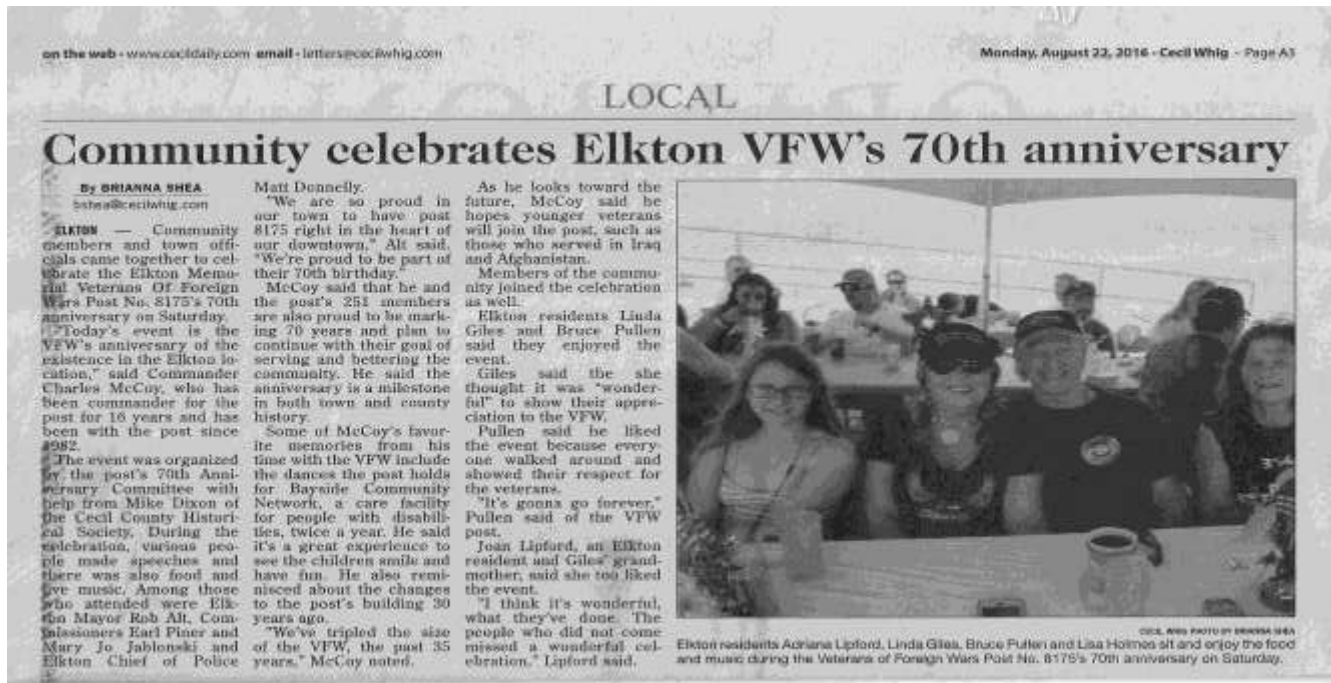 on the web - www.cecildaily.com email - letters@cecilwhig.com
Monday, August 22, 2016 - Cecil Whig - Page A3
LOCAL
Community celebrates Elkton VFW's 70th anniversary
By BRIANNA SHEA
bshea@cecilwhig.com
ELKTON — Community
members and town offi-
cials came together to cel-
ebrate the Elkton Memo-
rial Veterans Of Foreign
Wars Post No. 8175's 70th
anniversary on Saturday.
"Today's event is the
VFW's anniversary of the
existence in the Elkton lo-
cation," said Commander
Charles McCoy, who has
been commander for the
post for 16 years and has
been with the post since
1982.
The event was organized
by the post's 70th Anni-
versary Committee with
help from Mike Dixon of
the Cecil County Histori-
cal Society. During the
celebration, various peo-
ple made speeches and
there was also food and
live music. Among those
who attended were Elk-
ton Mayor Rob Alt, Com-
missioners Earl Piner and
Mary Jo Jablonski and
Elkton Chief of Police
Matt Donnelly.
"We are so proud in
our town to have post
8175 right in the heart of
our downtown," Alt said.
"We're proud to be part of
their 70th birthday."
McCoy said that he and
the post's 251 members
are also proud to be mark-
ing 70 years and plan to
continue with their goal of
serving and bettering the
community. He said the
anniversary is a milestone
in both town and county
history.
Some of McCoy's favor-
ite memories from his
time with the VFW include
the dances the post holds
for Bayside Community
Network, a care facility
for people with disabili-
ties, twice a year. He said
it's a great experience to
see the children smile and
have fun. He also remi-
nisced about the changes
to the post's building 30
years ago.
"We've tripled the size
of the VFW, the past 35
years," McCoy noted.
As he looks toward the
future, McCoy said he
hopes younger veterans
will join the post, such as
those who served in Iraq
and Afghanistan.
Members of the commu-
nity joined the celebration
as well.
Elkton residents Linda
Giles and Bruce Pullen
said they enjoyed the
event.
Giles said the she
thought it was "wonder-
ful" to show their appre-
ciation to the VFW.
Pullen said he liked
the event because every-
one walked around and
showed their respect for
the veterans.
"It's gonna go forever,"
Pullen said of the VFW
post.
Joan Lipford, an Elkton
resident and Giles' grand-
mother, said she too liked
the event.
"I think it's wonderful,
what they've done. The
people who did not come
missed a wonderful cel-
ebration," Lipford said.
CECIL WHIG PHOTO BY BRIANNA SHEA
Elkton residents Adriana Lipford, Linda Giles, Bruce Pullen and Lisa Holmes sit and enjoy the food
and music during the Veterans of Foreign Wars Post No. 8175's 70th anniversary on Saturday.